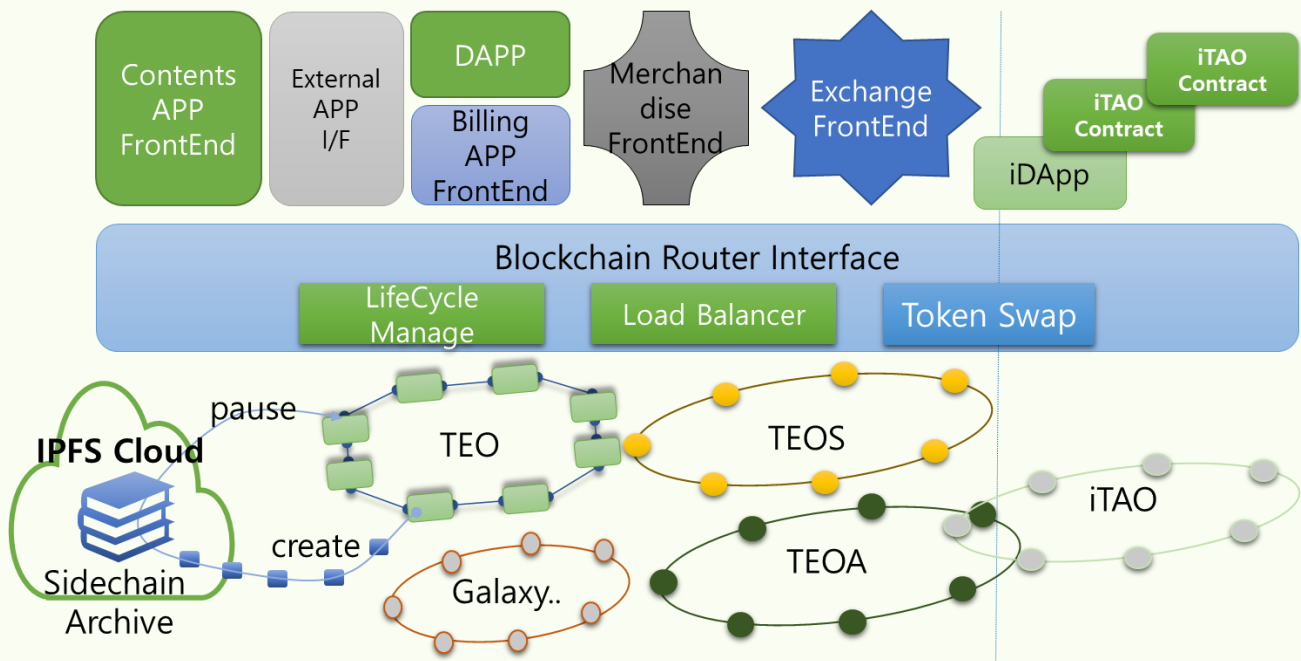 Contents
APP
FrontEnd
External
APP
I/F
DAPP
Billing
APP
FrontEnd
Merchan
dise
FrontEnd
Exchange
FrontEnd
iTAO
Contract
iTAO
Contract
iDApp
Blockchain Router Interface
LifeCycle
Manage
Load Balancer
Token Swap
pause
IPFS Cloud
TEO
TEOS
iTAO
create
Sidechain
Archive
Galaxy..
TEOA